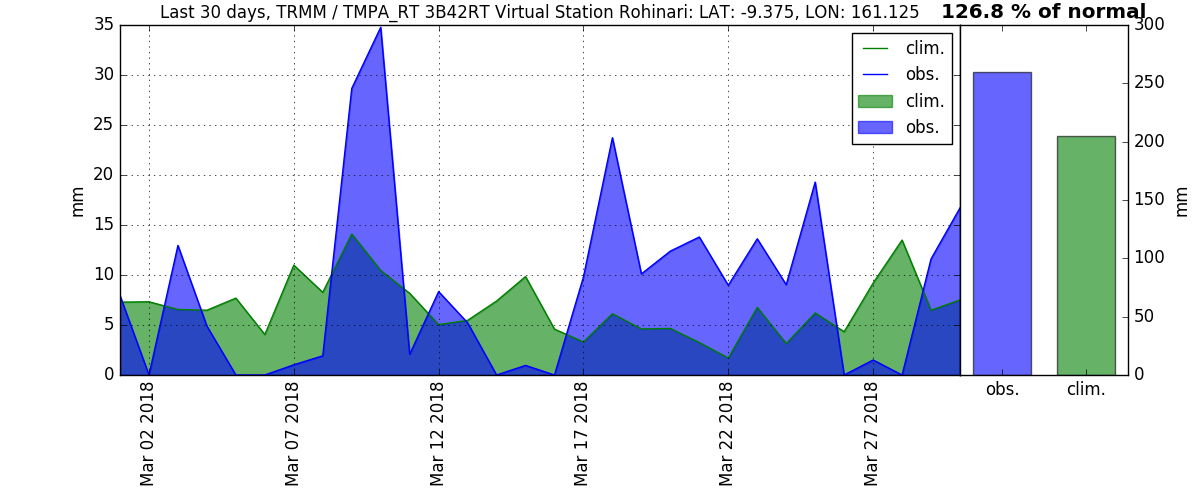 Last 30 days, TRMM / TMPA_RT 3B42RT Virtual Station Rohinari: LAT: -9.375, LON: 161.125
126.8 % of normal
35
30
25
20
15
10
5
0
mm
clim.
obs.
clim.
obs.
Mar 02 2018
Mar 07 2018
Mar 12 2018
Mar 17 2018
Mar 22 2018
Mar 27 2018
300
250
200
150
100
50
0
mm
obs.
clim.